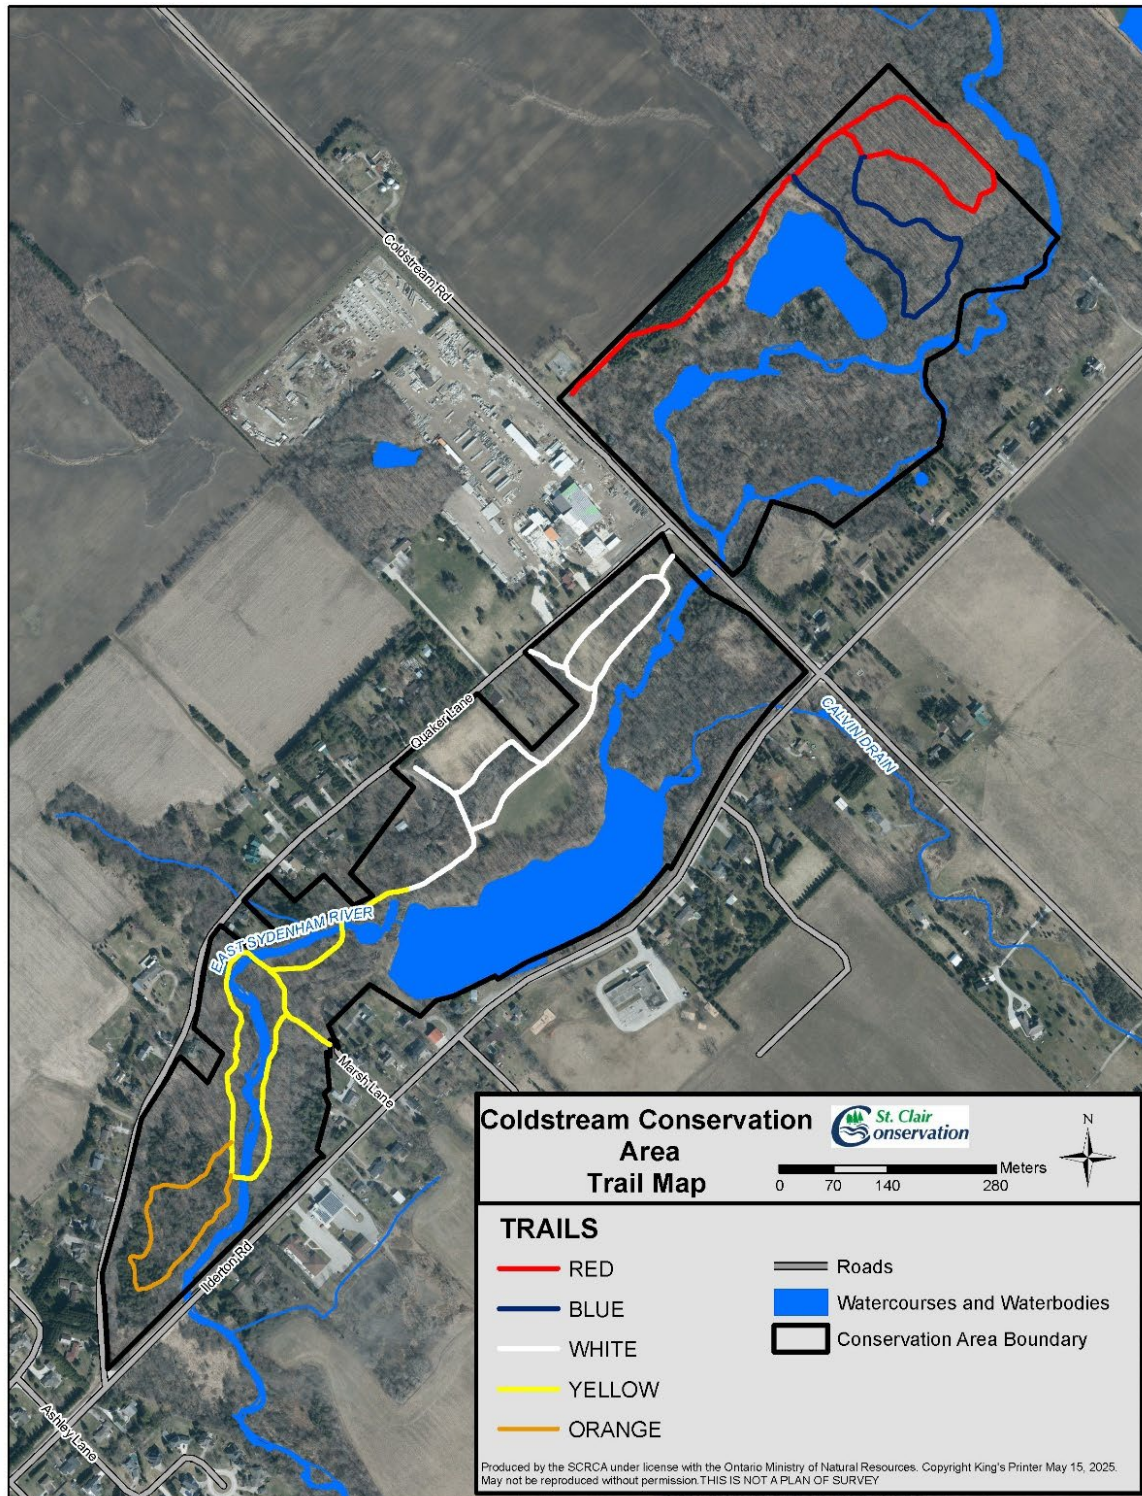 Coldstream Rd
Quaker Lane
CALVIN DRAIN
EAST SYDENHAM RIVER
Marsh Lane
Ilderton Rd
Ashley Lane
Coldstream Conservation
Area
Trail Map
St. Clair
Conservation
N
Meters
0 70 140 280
TRAILS
RED
BLUE
WHITE
YELLOW
ORANGE
Roads
Watercourses and Waterbodies
Conservation Area Boundary
Produced by the SCRCA under license with the Ontario Ministry of Natural Resources. Copyright King's Printer May 15, 2025.
May not be reproduced without permission.THIS IS NOT A PLAN OF SURVEY